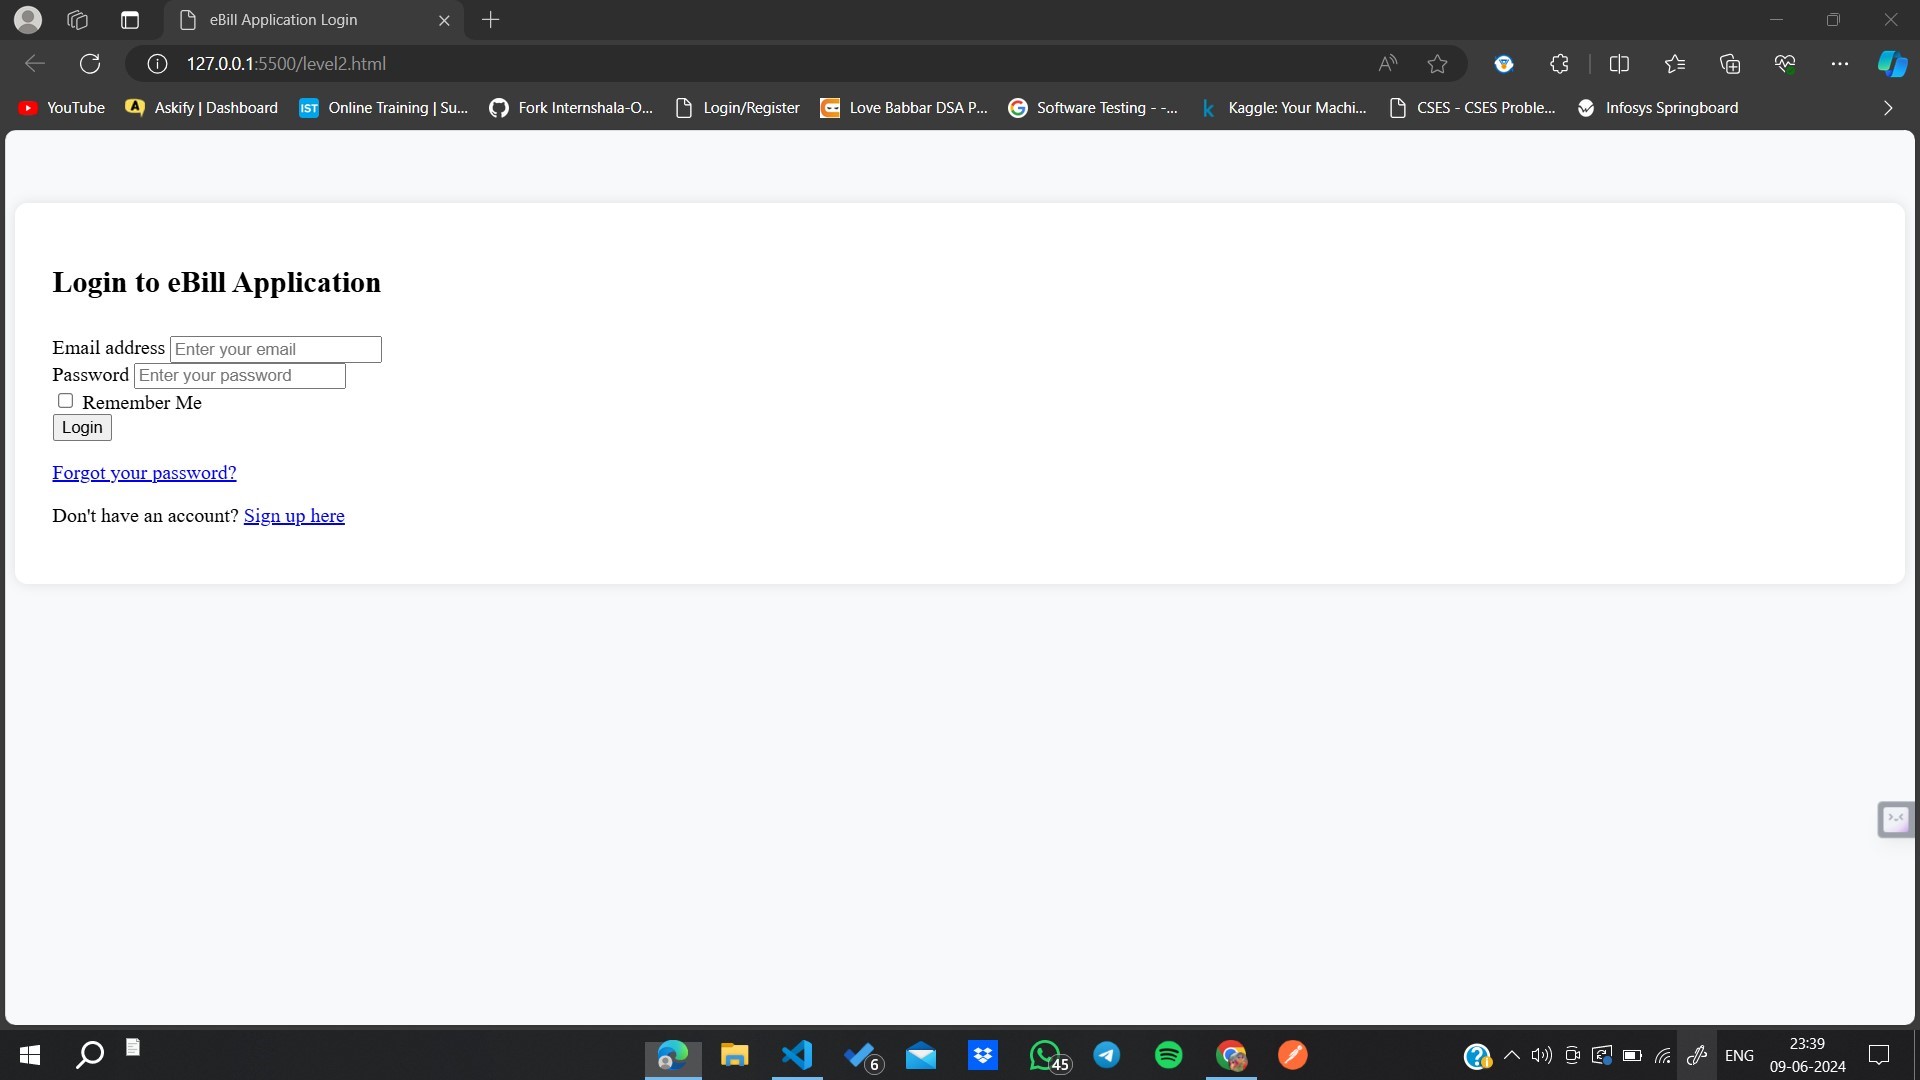 eBill Application Login
127.0.0.1:5500/level2.html
YouTube
Askify | Dashboard
IST Online Training | Su...
Fork Internshala-O...
Login/Register
Love Babbar DSA P...
Software Testing - -...
k Kaggle: Your Machi...
CSES - CSES Proble...
Infosys Springboard
Login to eBill Application
Email address Enter your email
Password Enter your password
Remember Me
Login
Forgot your password?
Don't have an account? Sign up here
6
45
ENG
23:39
09-06-2024